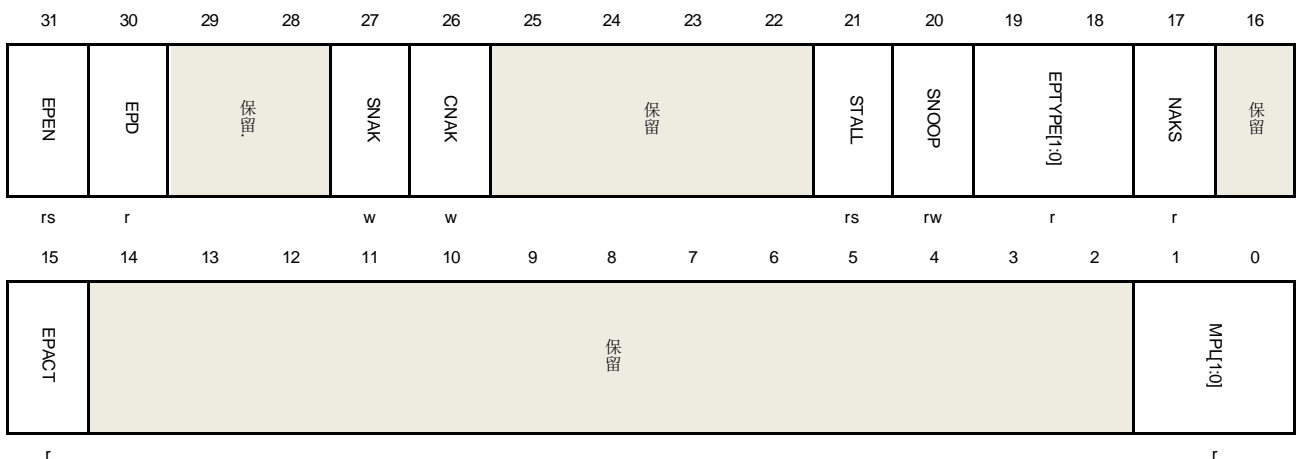 31 30 29 28 27 26 25 24 23 22 21 20 19 18 17 16
EPEN EPD 保留. SNAK CNAK 保留 STALL SNOOP EPTYPE[1:0] NAKS 保留
rs r w w rs rw r r
15 14 13 12 11 10 9 8 7 6 5 4 3 2 1 0
EPACT 保留 MPL[1:0]
r r